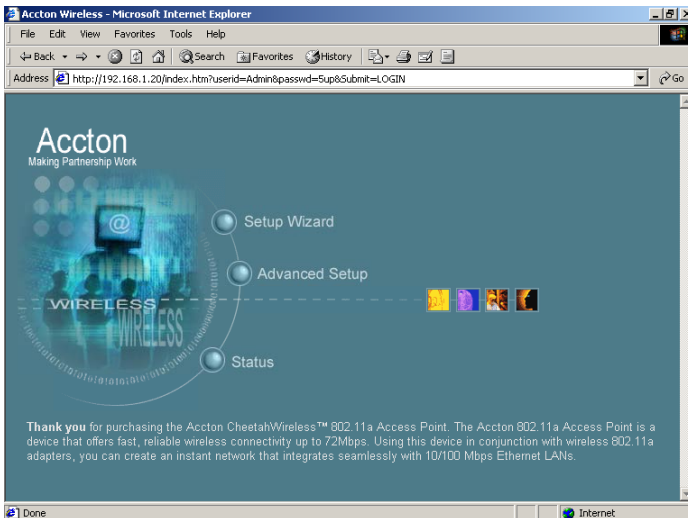 Accton Wireless - Microsoft Internet Explorer
File Edit View Favorites Tools Help
Back Search Favorites History
Address http://192.168.1.20/index.htm?userid=Admin&passwd=5up&Submit=LOGIN Go
Accton
Making Partnership Work
@
Setup Wizard
Advanced Setup
WIRELESS
WIRELESS
Status
Thank you for purchasing the Accton CheetahWireless™ 802.11a Access Point. The Accton 802.11a Access Point is a
device that offers fast, reliable wireless connectivity up to 72Mbps. Using this device in conjunction with wireless 802.11a
adapters, you can create an instant network that integrates seamlessly with 10/100 Mbps Ethernet LANs.
Done Internet